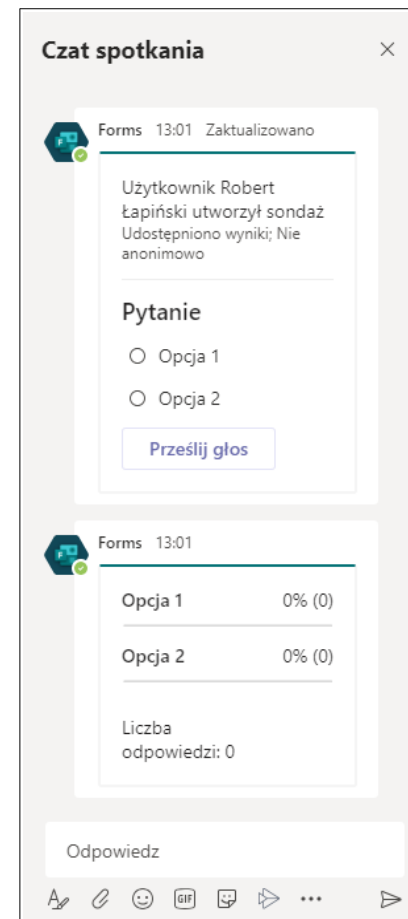 Czat spotkania
Forms 13:01 Zaktualizowano
Użytkownik Robert
Łapiński utworzył sondaż
Udostępniono wyniki; Nie
anonimowo
Pytanie
Opcja 1
Opcja 2
Prześlij głos
Forms 13:01
Opcja 1 0% (0)
Opcja 2 0% (0)
Liczba
odpowiedzi: 0
Odpowiedz
GIF